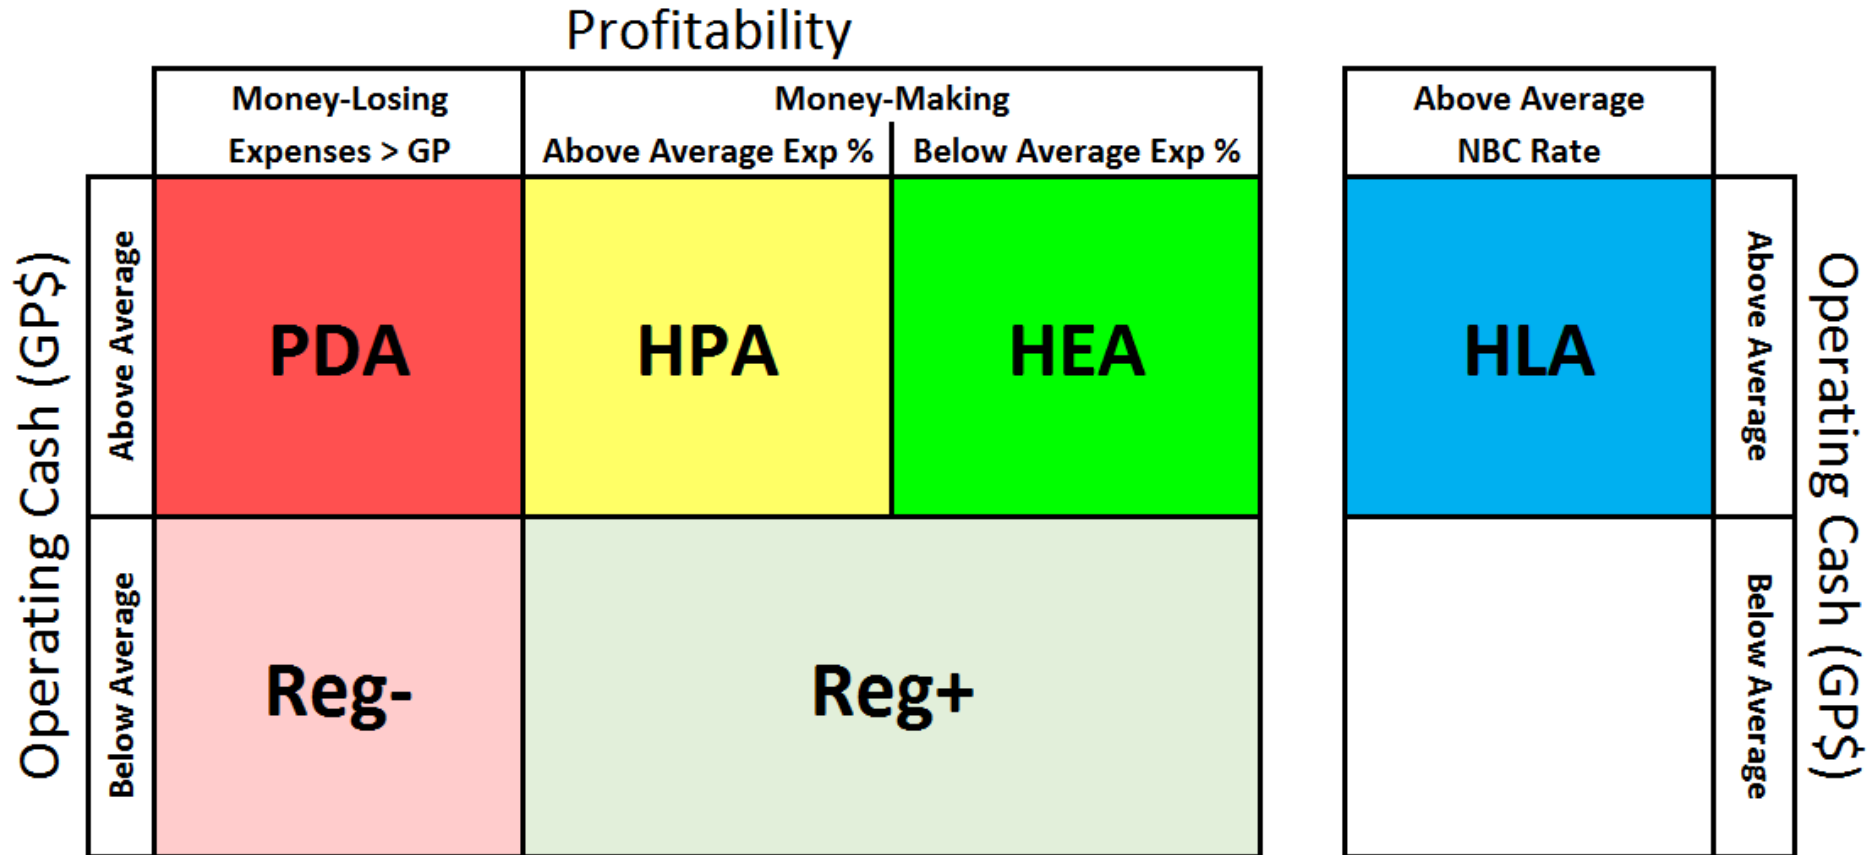 Profitability
Money-Losing
Expenses > GP
Money-Making
Above Average Exp %
Below Average Exp %
Above Average
NBC Rate
Operating Cash (GP$)
Above Average
PDA
HPA
HEA
HLA
Above Average
Operating Cash (GP$)
Below Average
Reg-
Reg+
Below Average